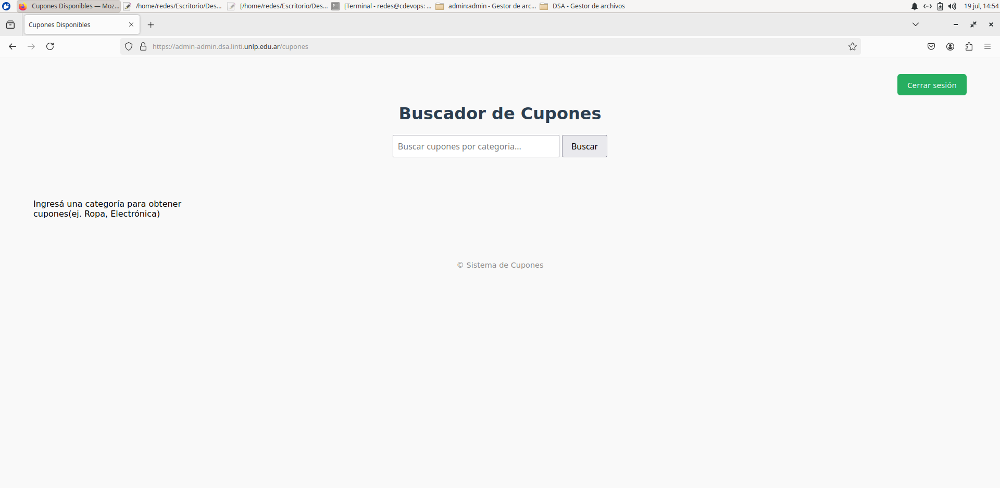 Cupones Disponibles — Moz...
/home/redes/Escritorio/Des...
[/home/redes/Escritorio/Des...
[Terminal - redes@cdevops: ...
admin:admin - Gestor de arc...
DSA - Gestor de archivos
19 jul, 14:54
Cupones Disponibles
https://admin-admin.dsa.linti.unlp.edu.ar/cupones
Cerrar sesión
Buscador de Cupones
Buscar cupones por categoria...
Buscar
Ingresá una categoría para obtener
cupones(ej. Ropa, Electrónica)
© Sistema de Cupones